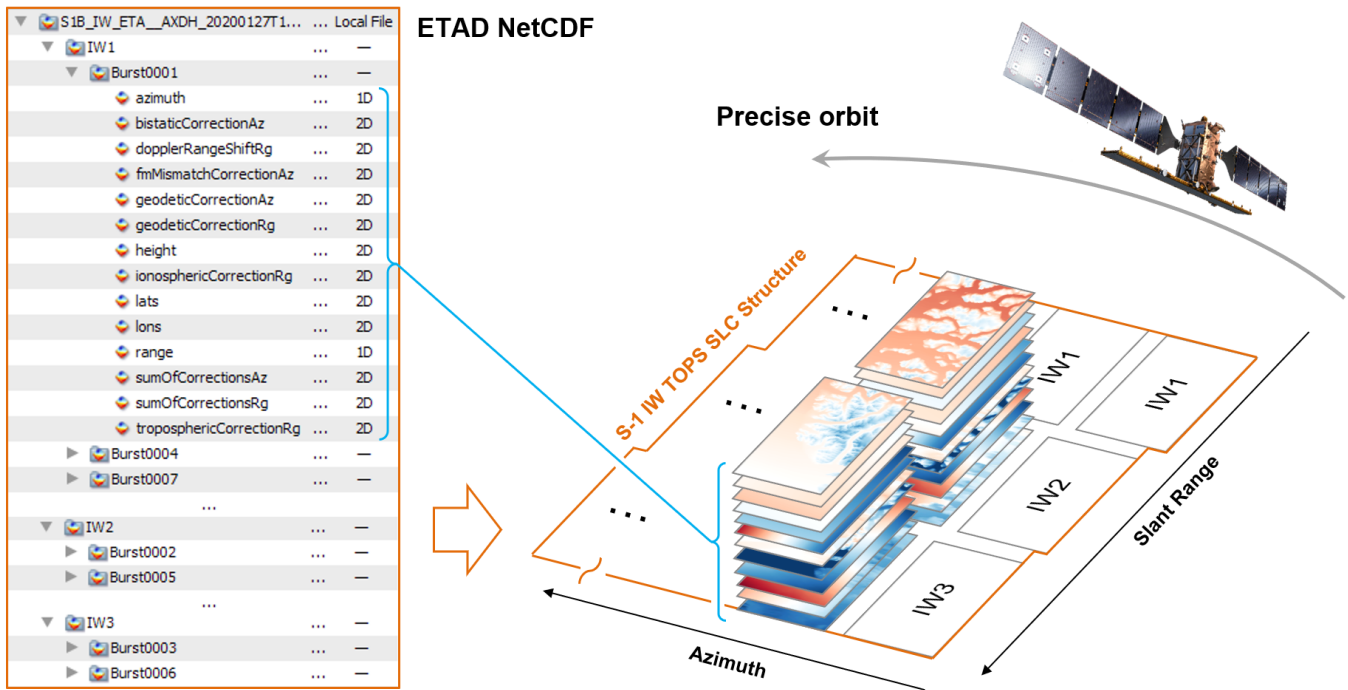 S1B_IW_ETA__AXDH_20200127T1... ... Local File
IW1 ... —
Burst0001 ... —
azimuth ... 1D
bistaticCorrectionAz ... 2D
dopplerRangeShiftRg ... 2D
fmMismatchCorrectionAz ... 2D
geodeticCorrectionAz ... 2D
geodeticCorrectionRg ... 2D
height ... 2D
ionosphericCorrectionRg ... 2D
lats ... 2D
lons ... 2D
range ... 1D
sumOfCorrectionsAz ... 2D
sumOfCorrectionsRg ... 2D
troposphericCorrectionRg ... 2D
Burst0004 ... —
Burst0007 ... —
...
IW2 ... —
Burst0002 ... —
Burst0005 ... —
...
IW3 ... —
Burst0003 ... —
Burst0006 ... —
ETAD NetCDF
Precise orbit
S-1 IW TOPS SLC Structure
...
...
...
IW1
IW1
IW2
IW3
Slant Range
Azimuth